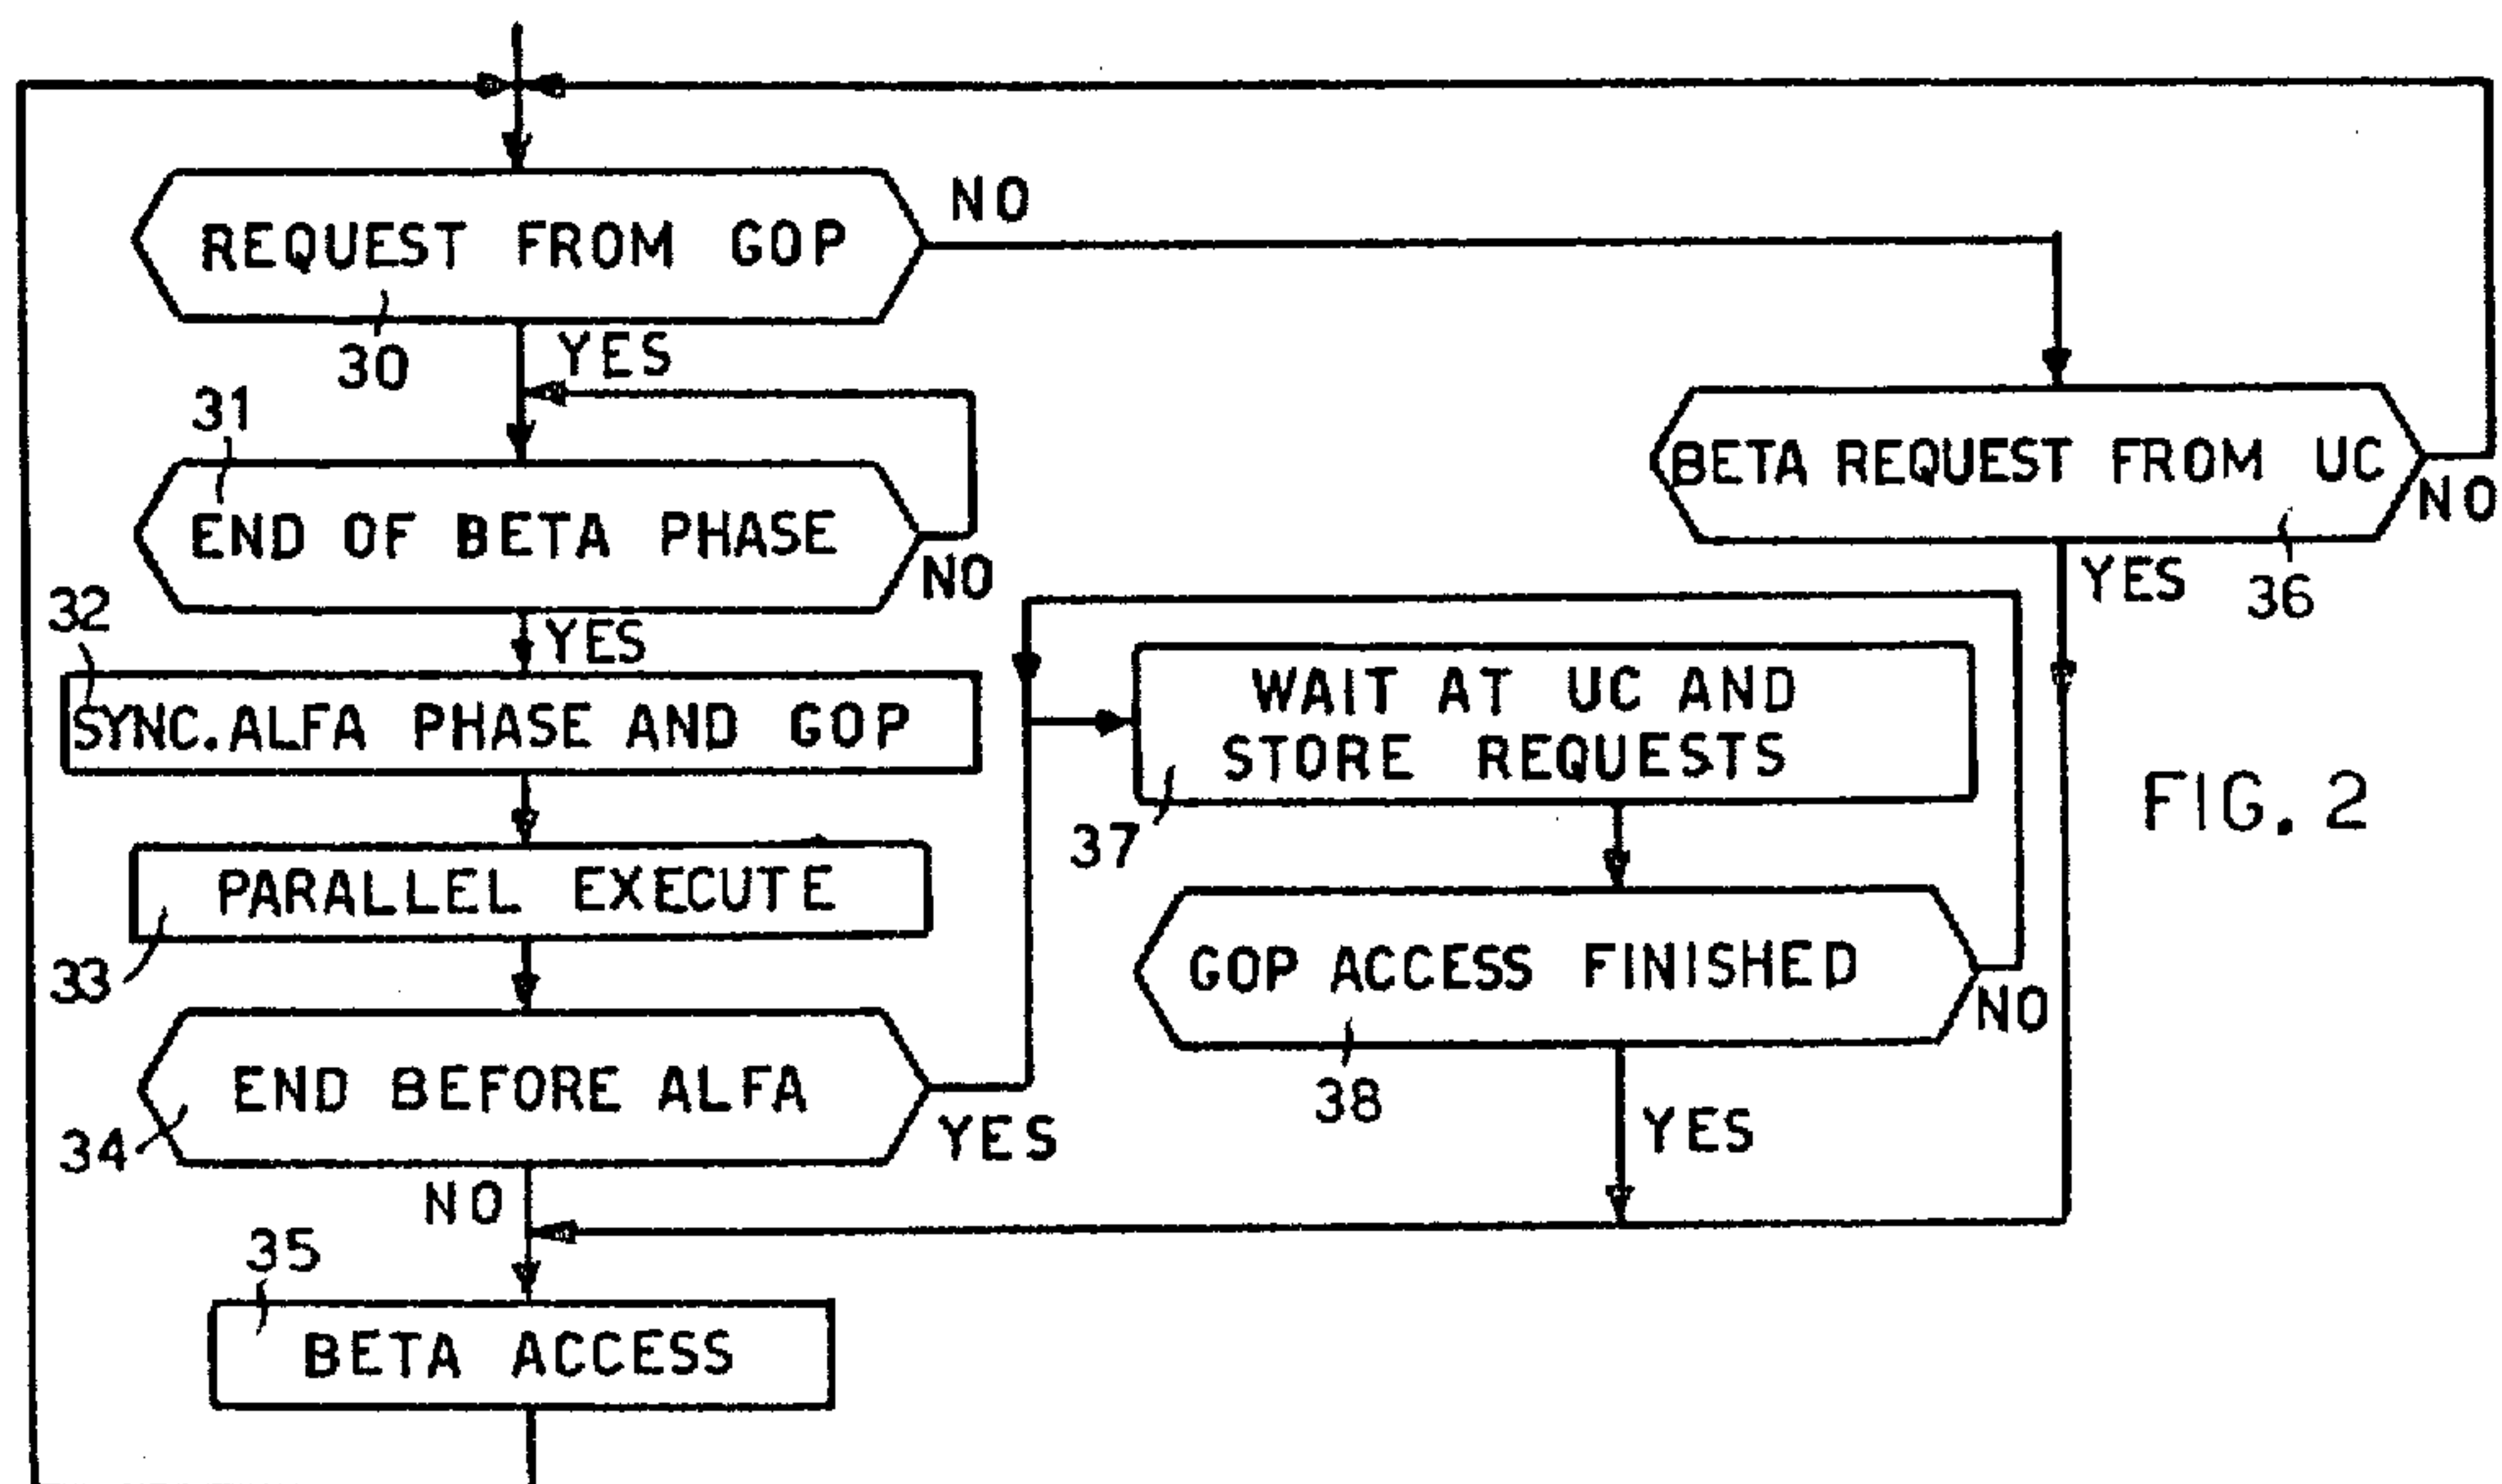 REQUEST FROM GOP
NO
30
YES
31
END OF BETA PHASE
NO
BETA REQUEST FROM UC
NO
YES
36
32
YES
SYNC. ALFA PHASE AND GOP
WAIT AT UC AND
STORE REQUESTS
37
FIG. 2
PARALLEL EXECUTE
33
GOP ACCESS FINISHED
NO
38
YES
END BEFORE ALFA
34
YES
NO
35
BETA ACCESS